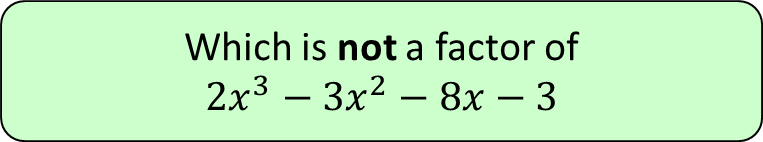 Which is not a factor of
2x³ − 3x² − 8x − 3